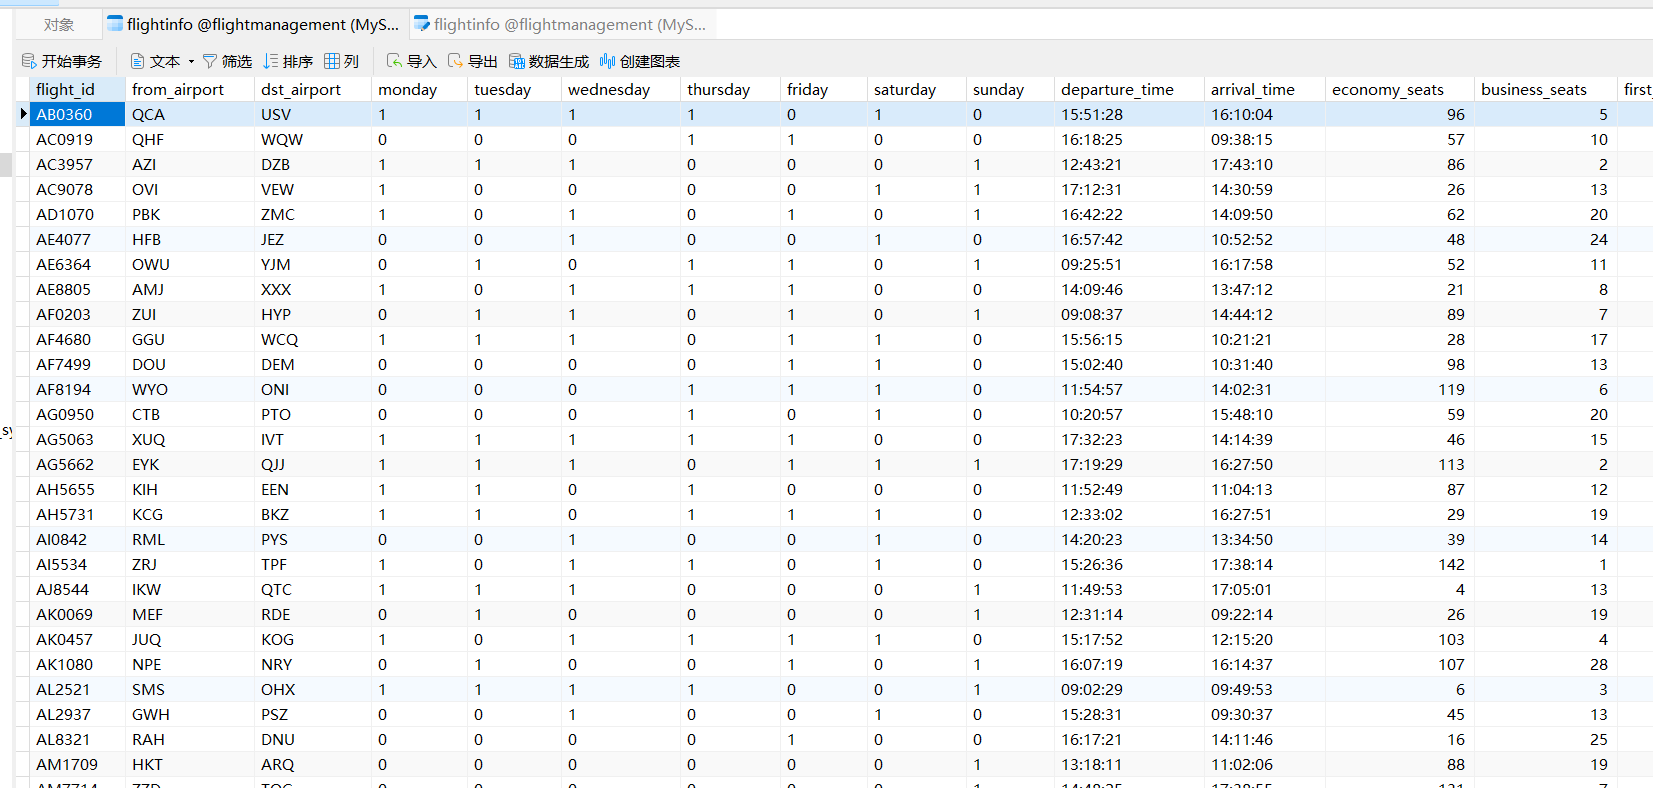 对象 flightinfo @flightmanagement (MyS... flightinfo @flightmanagement (MyS...
开始事务 文本 筛选 排序 列 导入 导出 数据生成 创建图表
flight_id from_airport dst_airport monday tuesday wednesday thursday friday saturday sunday departure_time arrival_time economy_seats business_seats first_
AB0360 QCA USV 1 1 1 1 0 1 0 15:51:28 16:10:04 96 5
AC0919 QHF WQW 0 0 0 1 1 0 0 16:18:25 09:38:15 57 10
AC3957 AZI DZB 1 1 1 0 0 0 1 12:43:21 17:43:10 86 2
AC9078 OVI VEW 1 0 0 0 0 1 1 17:12:31 14:30:59 26 13
AD1070 PBK ZMC 1 0 1 0 1 0 1 16:42:22 14:09:50 62 20
AE4077 HFB JEZ 0 0 1 0 0 1 0 16:57:42 10:52:52 48 24
AE6364 OWU YJM 0 1 0 1 1 0 1 09:25:51 16:17:58 52 11
AE8805 AMJ XXX 1 0 1 1 1 0 0 14:09:46 13:47:12 21 8
AF0203 ZUI HYP 0 1 1 0 1 0 1 09:08:37 14:44:12 89 7
AF4680 GGU WCQ 1 1 1 0 1 1 0 15:56:15 10:21:21 28 17
AF7499 DOU DEM 0 0 0 0 1 1 0 15:02:40 10:31:40 98 13
AF8194 WYO ONI 0 0 0 1 1 1 0 11:54:57 14:02:31 119 6
AG0950 CTB PTO 0 0 0 1 0 1 0 10:20:57 15:48:10 59 20
AG5063 XUQ IVT 1 1 1 1 1 0 0 17:32:23 14:14:39 46 15
AG5662 EYK QJJ 1 1 1 0 1 1 1 17:19:29 16:27:50 113 2
AH5655 KIH EEN 1 1 0 1 0 0 0 11:52:49 11:04:13 87 12
AH5731 KCG BKZ 1 1 0 1 1 1 0 12:33:02 16:27:51 29 19
AI0842 RML PYS 0 0 1 0 0 1 0 14:20:23 13:34:50 39 14
AI5534 ZRJ TPF 1 0 1 1 0 1 0 15:26:36 17:38:14 142 1
AJ8544 IKW QTC 1 1 1 0 0 0 1 11:49:53 17:05:01 4 13
AK0069 MEF RDE 0 1 0 0 0 0 1 12:31:14 09:22:14 26 19
AK0457 JUQ KOG 1 0 1 1 1 1 0 15:17:52 12:15:20 103 4
AK1080 NPE NRY 0 1 0 0 1 0 1 16:07:19 16:14:37 107 28
AL2521 SMS OHX 1 1 1 1 0 0 1 09:02:29 09:49:53 6 3
AL2937 GWH PSZ 0 0 1 0 0 1 0 15:28:31 09:30:37 45 13
AL8321 RAH DNU 0 0 0 0 1 0 0 16:17:21 14:11:46 16 25
AM1709 HKT ARQ 0 0 0 0 0 0 1 13:18:11 11:02:06 88 19